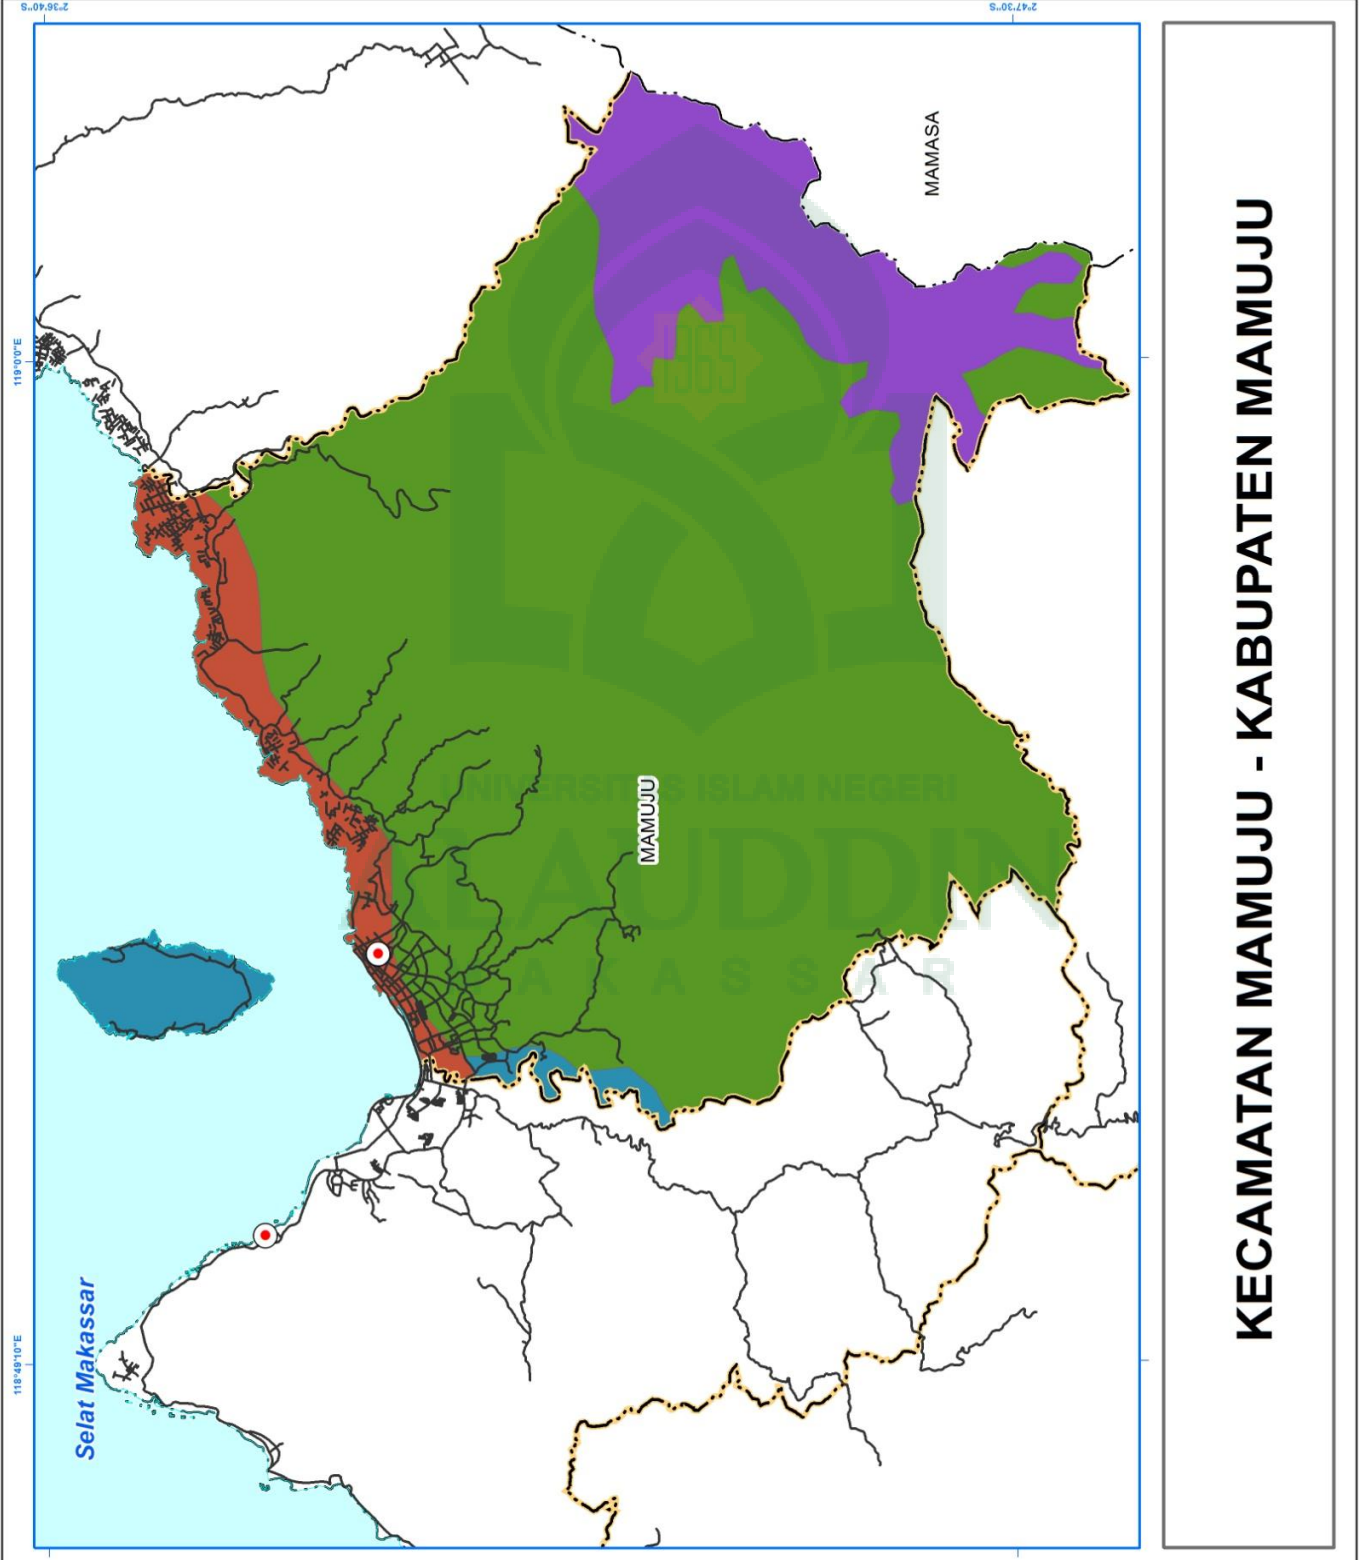 KECAMATAN MAMUJU - KABUPATEN MAMUJU
2°36'40"S
2°47'30"S
118°49'10"E
119°0'0"E
Selat Makassar
MAMUJU
MAMASA
1965
UNIVERSITAS ISLAM NEGERI
ALAUDDIN
MAKASSAR